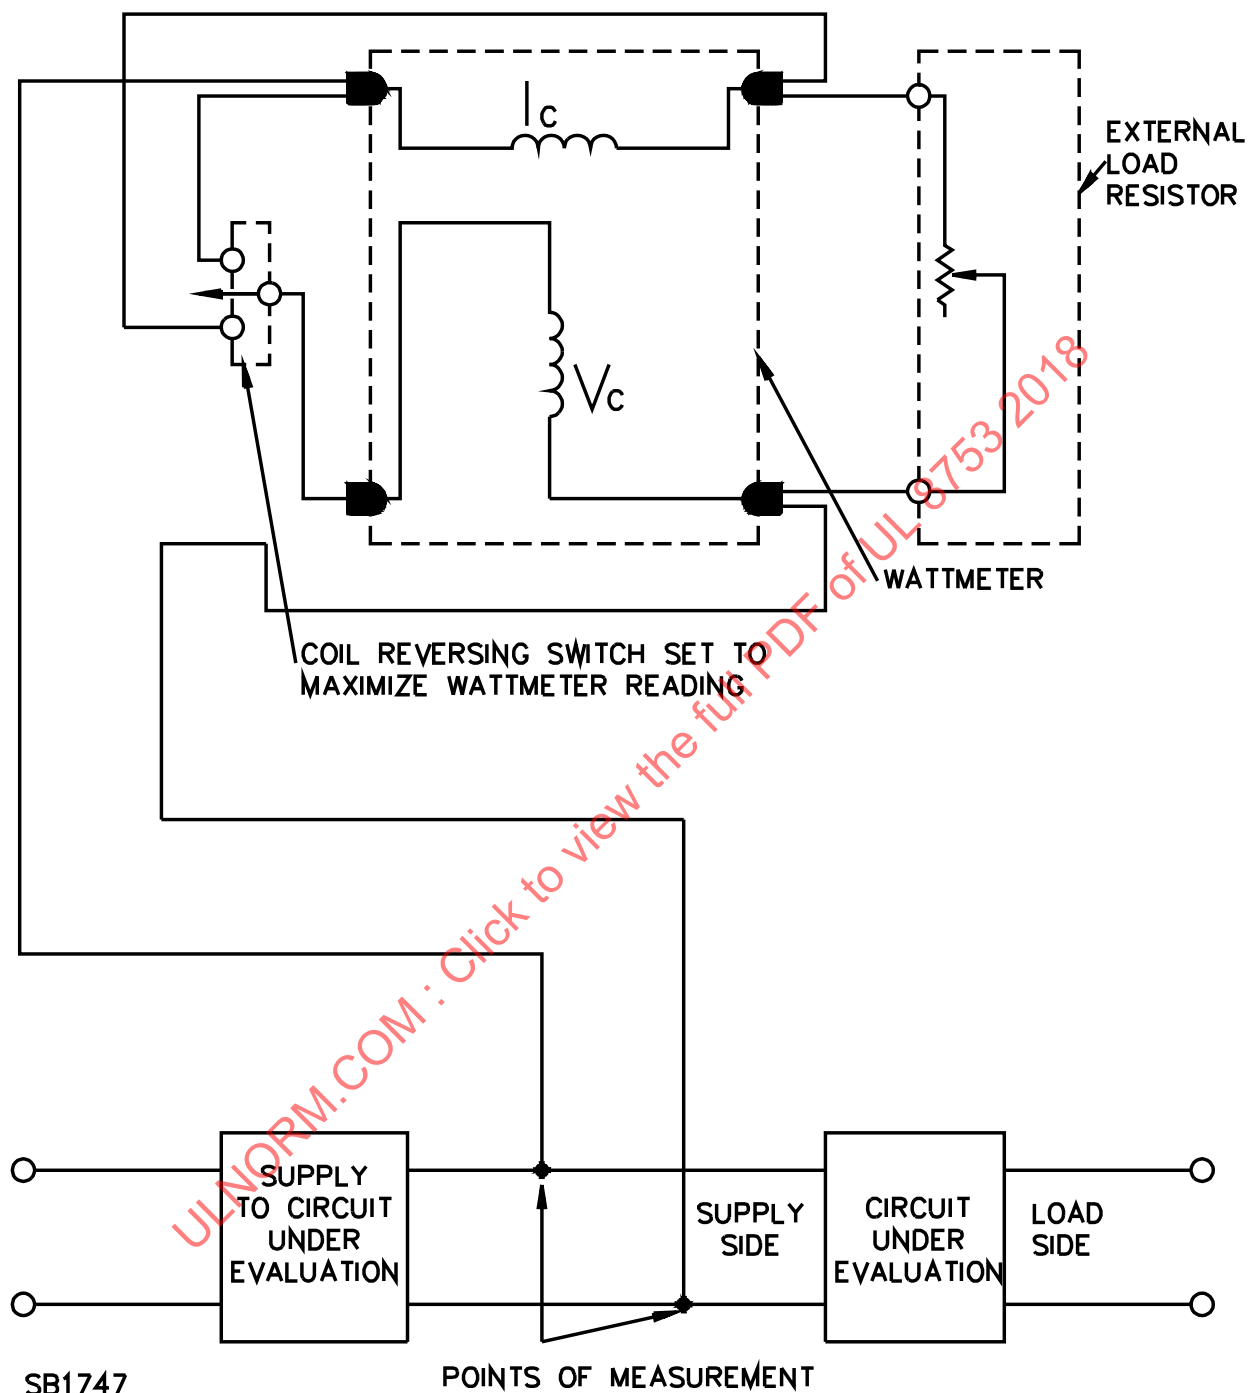 I C
EXTERNAL
LOAD
RESISTOR
VC
WATTMETER
COIL REVERSING SWITCH SET TO
MAXIMIZE WATTMETER READING
ULNORM.COM : Click to view the full PDF of UL 8753 2018
SUPPLY
TO CIRCUIT
UNDER
EVALUATION
SUPPLY
SIDE
CIRCUIT
UNDER
EVALUATION
LOAD
SIDE
POINTS OF MEASUREMENT
SB1747